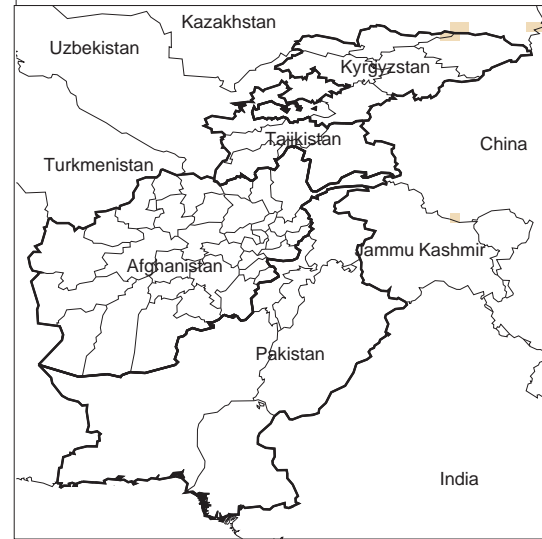 Kazakhstan
Uzbekistan
Kyrgyzstan
Tajikistan
China
Turkmenistan
Jammu Kashmir
Afghanistan
Pakistan
India